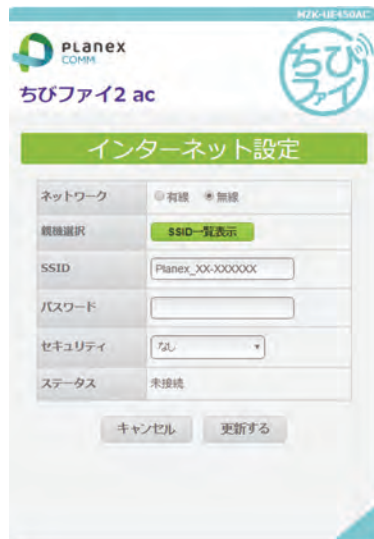 MZK-UE450AC
PLANEX
COMM
ちびファイ
ちびファイ2 ac
インターネット設定
ネットワーク 有線 無線
親機選択 SSID一覧表示
SSID Planex_XX-XXXXXX
パスワード
セキュリティ なし
ステータス 未接続
キャンセル 更新する